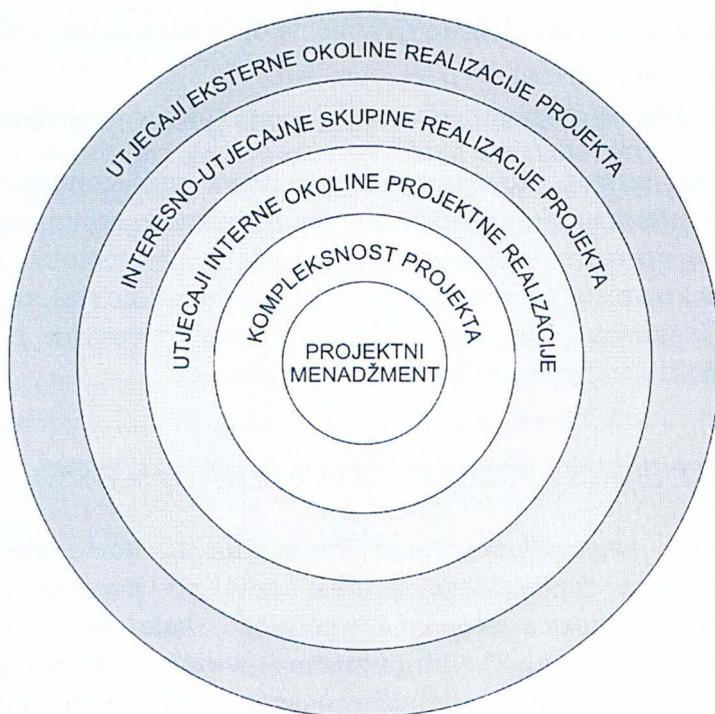 UTJECAJI EKSTERNE OKOLINE REALIZACIJE PROJEKTA
INTERESNO-UTJECAJNE SKUPINE REALIZACIJE PROJEKTA
UTJECAJI INTERNE OKOLINE PROJEKTNE REALIZACIJE
KOMPLEKSNOST PROJEKTA
PROJEKTNI
MENADŽMENT